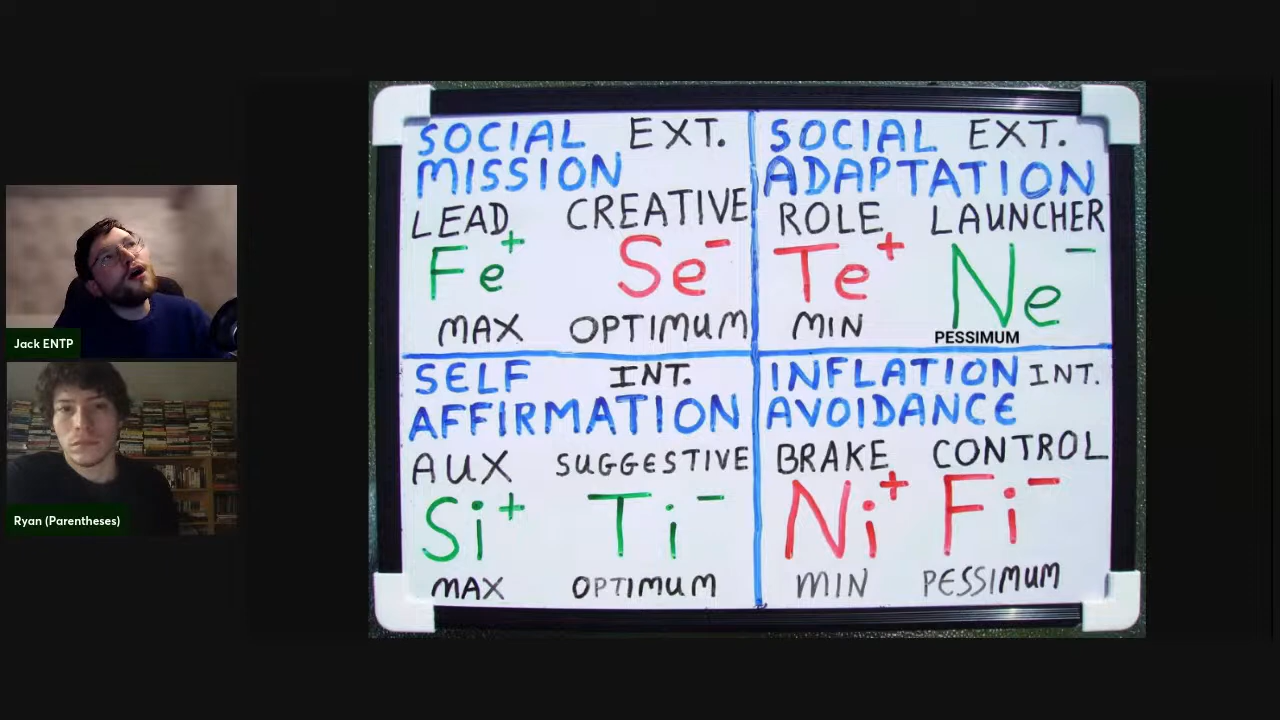 SOCIAL EXT.
MISSION
LEAD CREATIVE
Fe+ Se-
MAX OPTIMUM
SOCIAL EXT.
ADAPTATION
ROLE LAUNCHER
Te+ Ne-
MIN PESSIMUM
SELF INT.
AFFIRMATION
AUX SUGGESTIVE
Si+ Ti-
MAX OPTIMUM
INFLATION INT.
AVOIDANCE
BRAKE CONTROL
Ni+ Fi-
MIN PESSIMUM
Jack ENTP
Ryan (Parentheses)